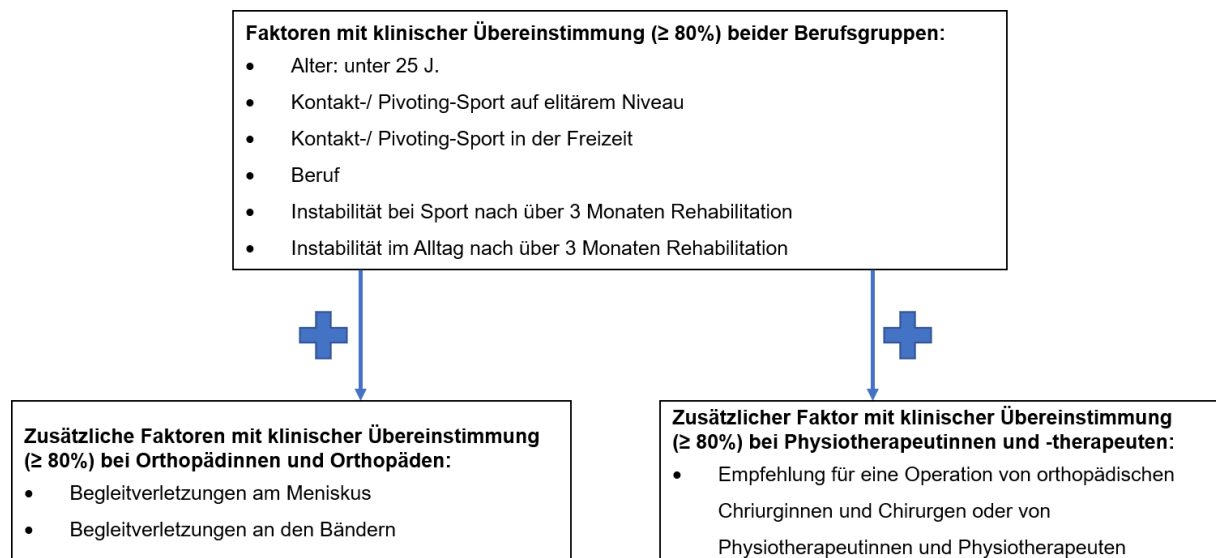 Faktoren mit klinischer Übereinstimmung (≥ 80%) beider Berufsgruppen:
• Alter: unter 25 J.
• Kontakt-/ Pivoting-Sport auf elitärem Niveau
• Kontakt-/ Pivoting-Sport in der Freizeit
• Beruf
• Instabilität bei Sport nach über 3 Monaten Rehabilitation
• Instabilität im Alltag nach über 3 Monaten Rehabilitation
Zusätzliche Faktoren mit klinischer Übereinstimmung
(≥ 80%) bei Orthopädinnen und Orthopäden:
• Begleitverletzungen am Meniskus
• Begleitverletzungen an den Bändern
Zusätzlicher Faktor mit klinischer Übereinstimmung
(≥ 80%) bei Physiotherapeutinnen und -therapeuten:
• Empfehlung für eine Operation von orthopädischen
Chriurginnen und Chirurgen oder von
Physiotherapeutinnen und Physiotherapeuten